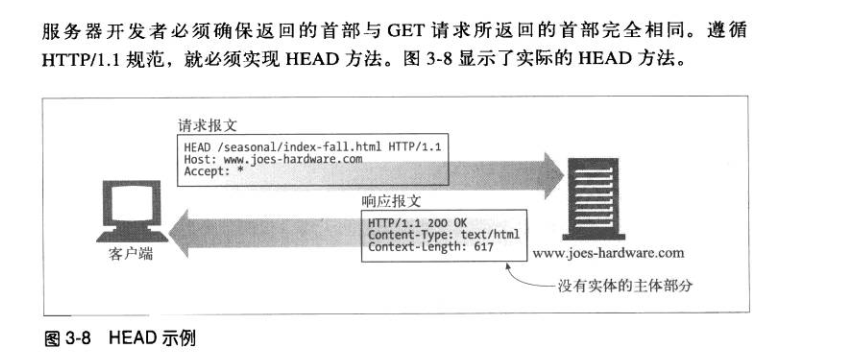 服务器开发者必须确保返回的首部与 GET 请求所返回的首部完全相同。遵循
HTTP/1.1 规范，就必须实现 HEAD 方法。图 3-8 显示了实际的 HEAD 方法。
请求报文
HEAD /seasonal/index-fall.html HTTP/1.1
Host: www.joes-hardware.com
Accept: *
响应报文
HTTP/1.1 200 OK
Content-Type: text/html
Context-Length: 617
客户端
www.joes-hardware.com
没有实体的主体部分
图 3-8 HEAD 示例